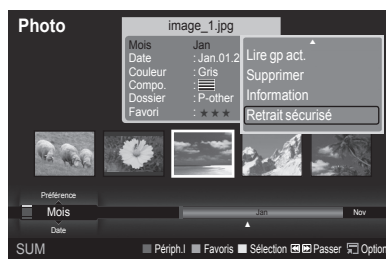 Photo
image_1.jpg
Mois Jan
Date : Jan.01.2
Couleur : Gris
Compo. :
Dossier : P-other
Favori : ★ ★ ★
▲
Lire gp act.
Supprimer
Information
Retrait sécurisé
Préférence
Mois
Date
Jan
Nov
▲
SUM
Périph.l Favoris Sélection Passer Option